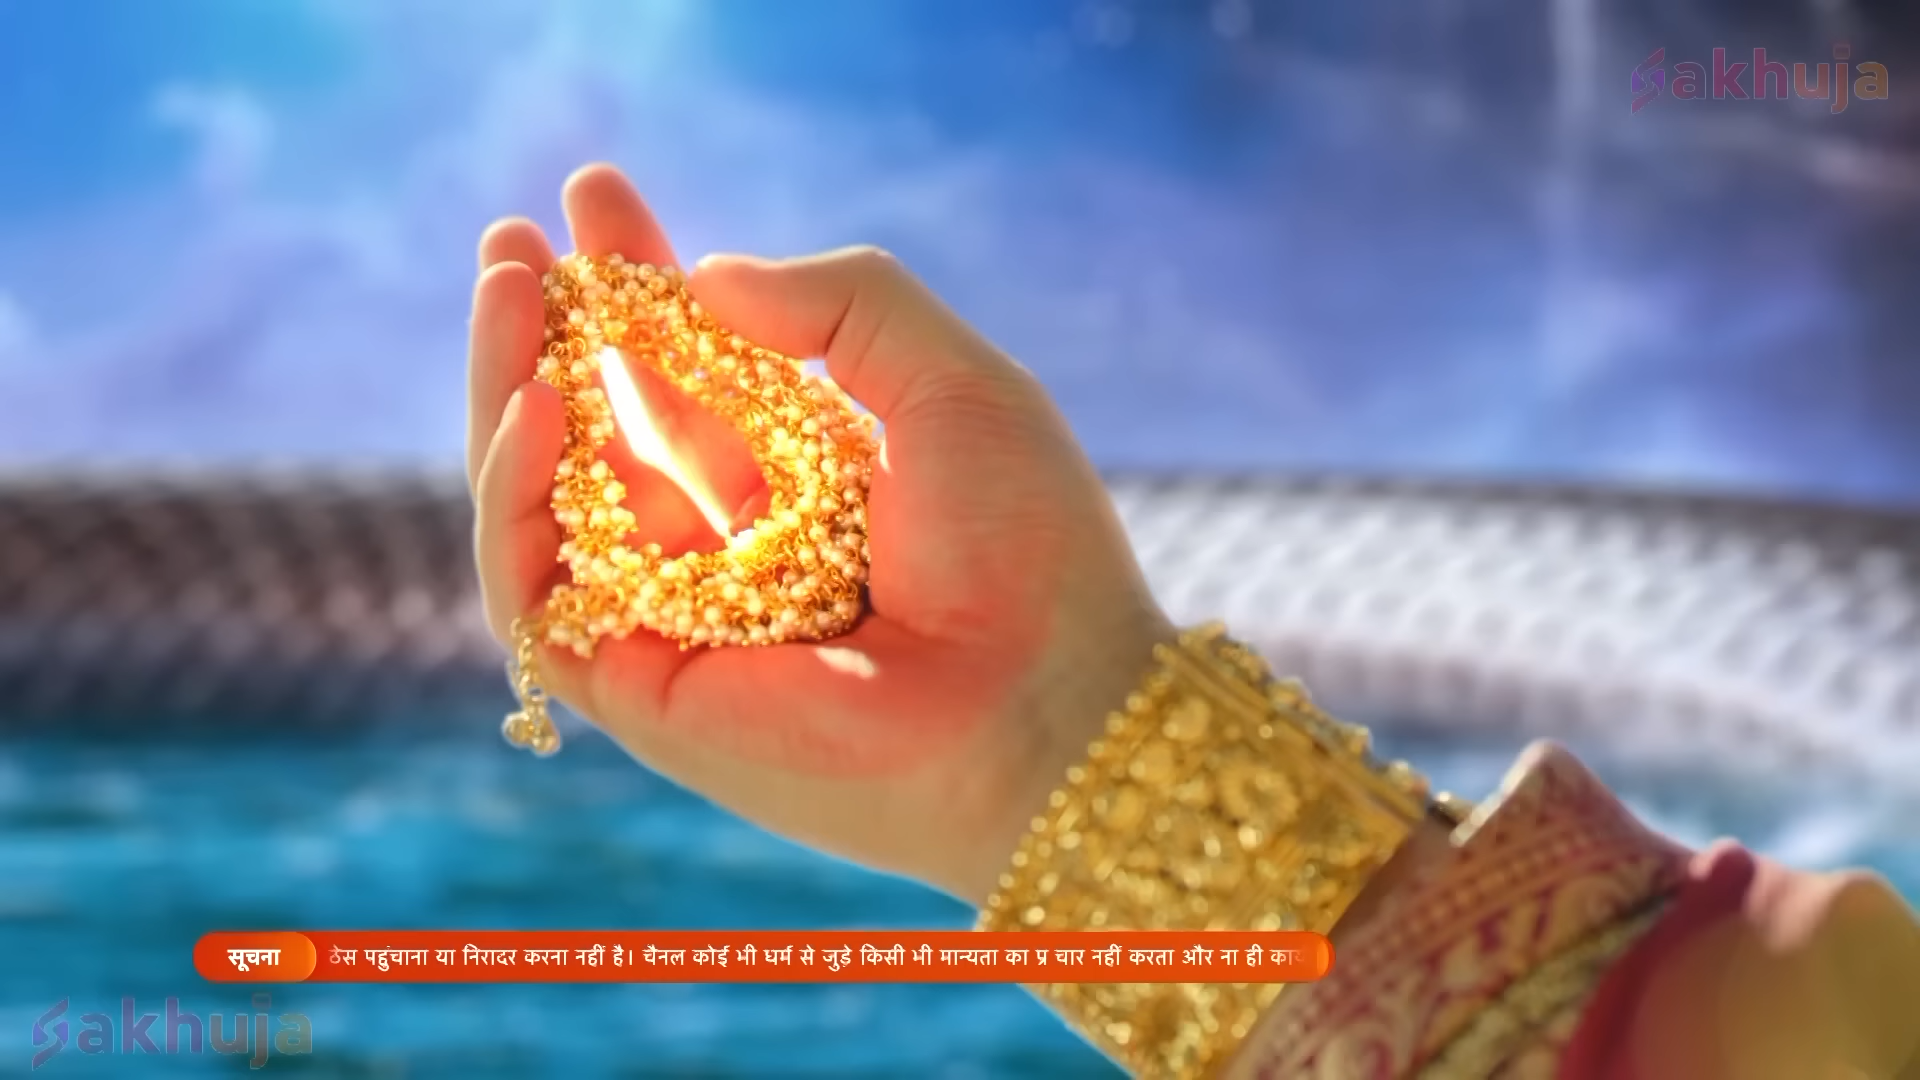 Sakhuja
सूचना ठेस पहुंचाना या निरादर करना नहीं है। चैनल कोई भी धर्म से जुड़े किसी भी मान्यता का प्र चार नहीं करता और ना ही
Sakhuja